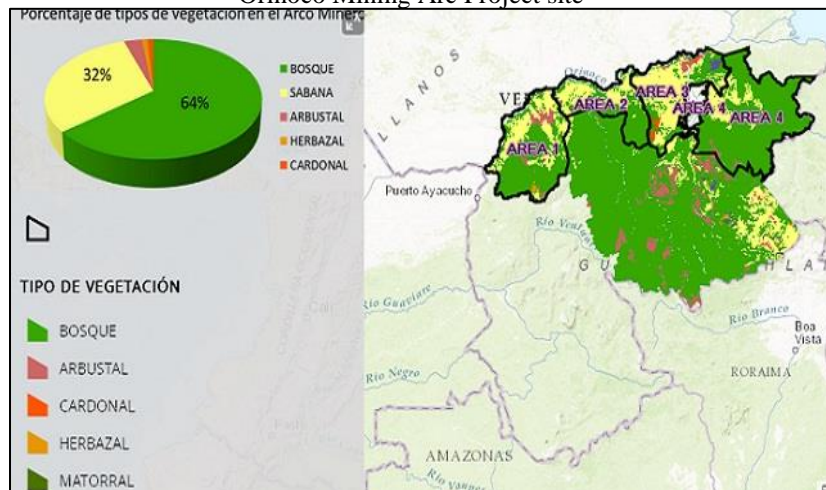 Orinoco Mining Arc Project site
Porcentaje de tipos de vegetación en el Arco Minero
32%
64%
BOSQUE
SABANA
ARBUSTAL
HERBAZAL
CARDONAL
TIPO DE VEGETACIÓN
BOSQUE
ARBUSTAL
CARDONAL
HERBAZAL
MATORRAL
LLANOS
Orinoco
AREA 1
AREA 2
AREA 3
AREA 4
AREA 4
Puerto Ayacucho
Río Ventuari
Río Guaviare
Río Branco
Boa
Vista
RORAIMA
Río Negro
AMAZONAS